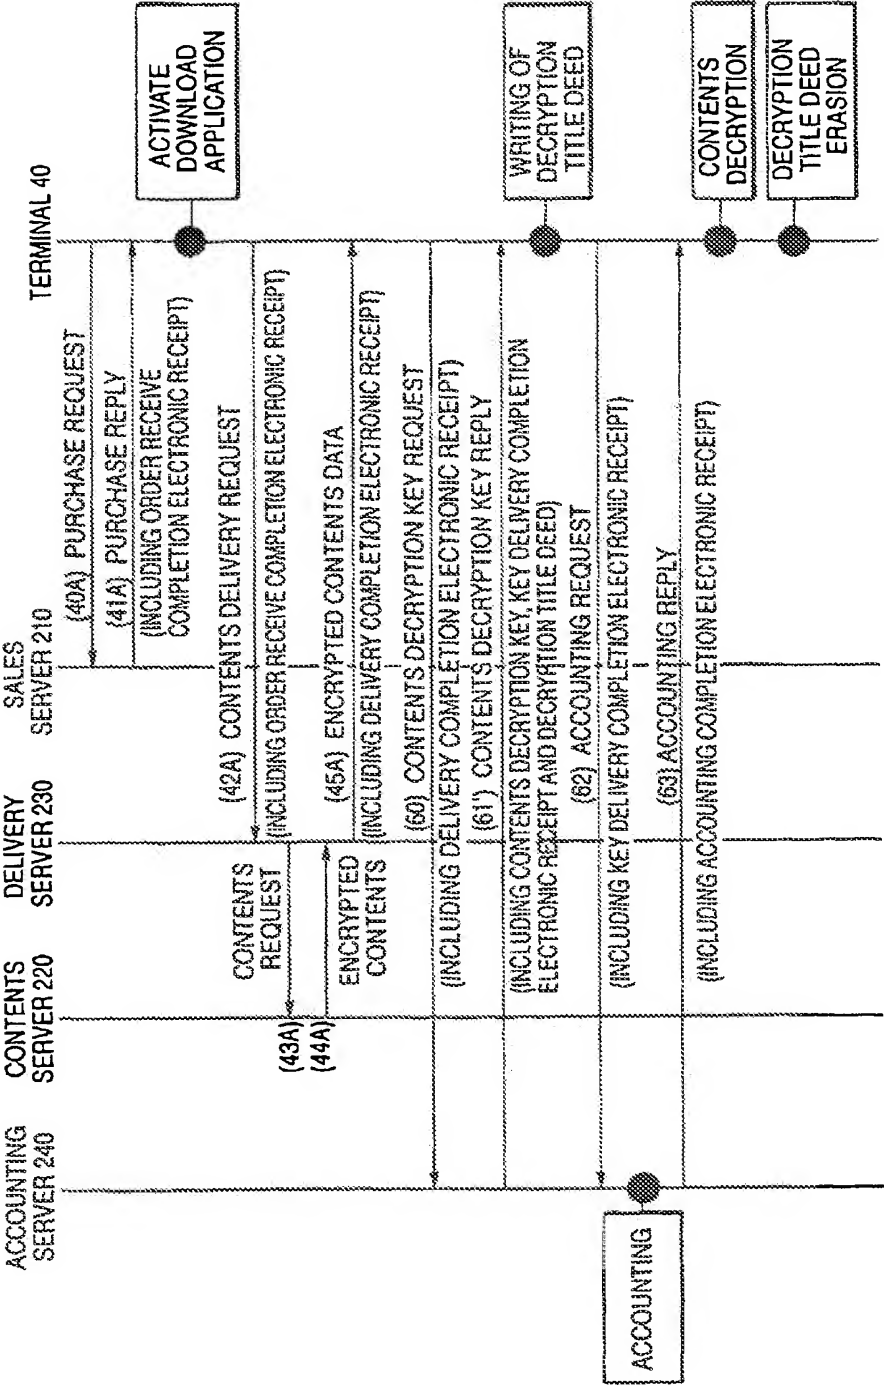 ACCOUNTING
SERVER 240
CONTENTS
SERVER 220
DELIVERY
SERVER 230
SALES
SERVER 210
TERMINAL 40
(40A) PURCHASE REQUEST
(41A) PURCHASE REPLY
(INCLUDING ORDER RECEIVE
COMPLETION ELECTRONIC RECEIPT)
ACTIVATE
DOWNLOAD
APPLICATION
(42A) CONTENTS DELIVERY REQUEST
(INCLUDING ORDER RECEIVE COMPLETION ELECTRONIC RECEIPT)
CONTENTS
REQUEST
(43A)
(44A)
ENCRYPTED
CONTENTS
(45A) ENCRYPTED CONTENTS DATA
(INCLUDING DELIVERY COMPLETION ELECTRONIC RECEIPT)
(60) CONTENTS DECRYPTION KEY REQUEST
(INCLUDING DELIVERY COMPLETION ELECTRONIC RECEIPT)
(61') CONTENTS DECRYPTION KEY REPLY
(INCLUDING CONTENTS DECRYPTION KEY, KEY DELIVERY COMPLETION
ELECTRONIC RECEIPT AND DECRYPTION TITLE DEED)
WRITING OF
DECRYPTION
TITLE DEED
(62) ACCOUNTING REQUEST
(INCLUDING KEY DELIVERY COMPLETION ELECTRONIC RECEIPT)
ACCOUNTING
(63) ACCOUNTING REPLY
(INCLUDING ACCOUNTING COMPLETION ELECTRONIC RECEIPT)
CONTENTS
DECRYPTION
DECRYPTION
TITLE DEED
ERASION